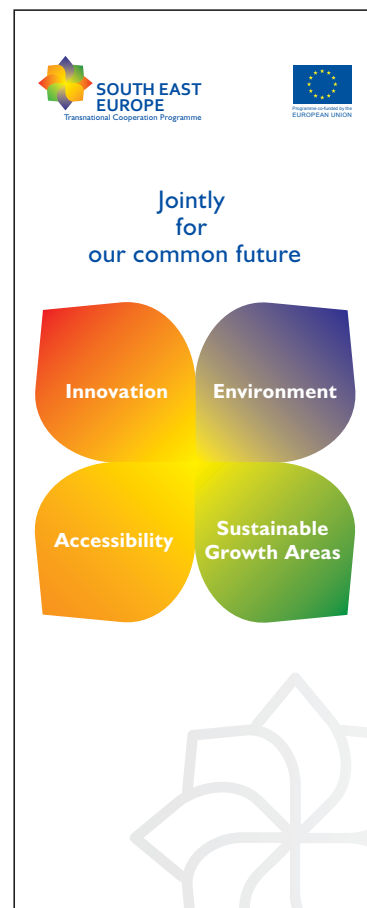 SOUTH EAST
EUROPE
Transnational Cooperation Programme
Programme co-funded by the
EUROPEAN UNION
Jointly
for
our common future
Innovation
Environment
Accessibility
Sustainable
Growth Areas